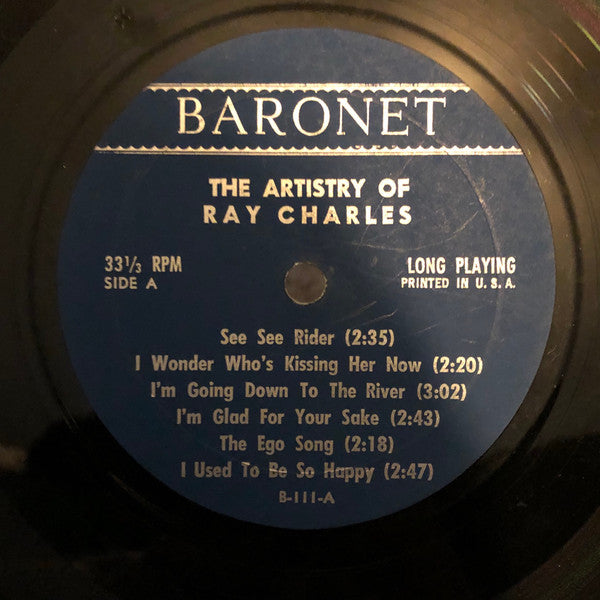 BARONET
THE ARTISTRY OF
RAY CHARLES
33 1/3 RPM
SIDE A
LONG PLAYING
PRINTED IN U. S. A.
See See Rider (2:35)
I Wonder Who's Kissing Her Now (2:20)
I'm Going Down To The River (3:02)
I'm Glad For Your Sake (2:43)
The Ego Song (2:18)
I Used To Be So Happy (2:47)
B-111-A